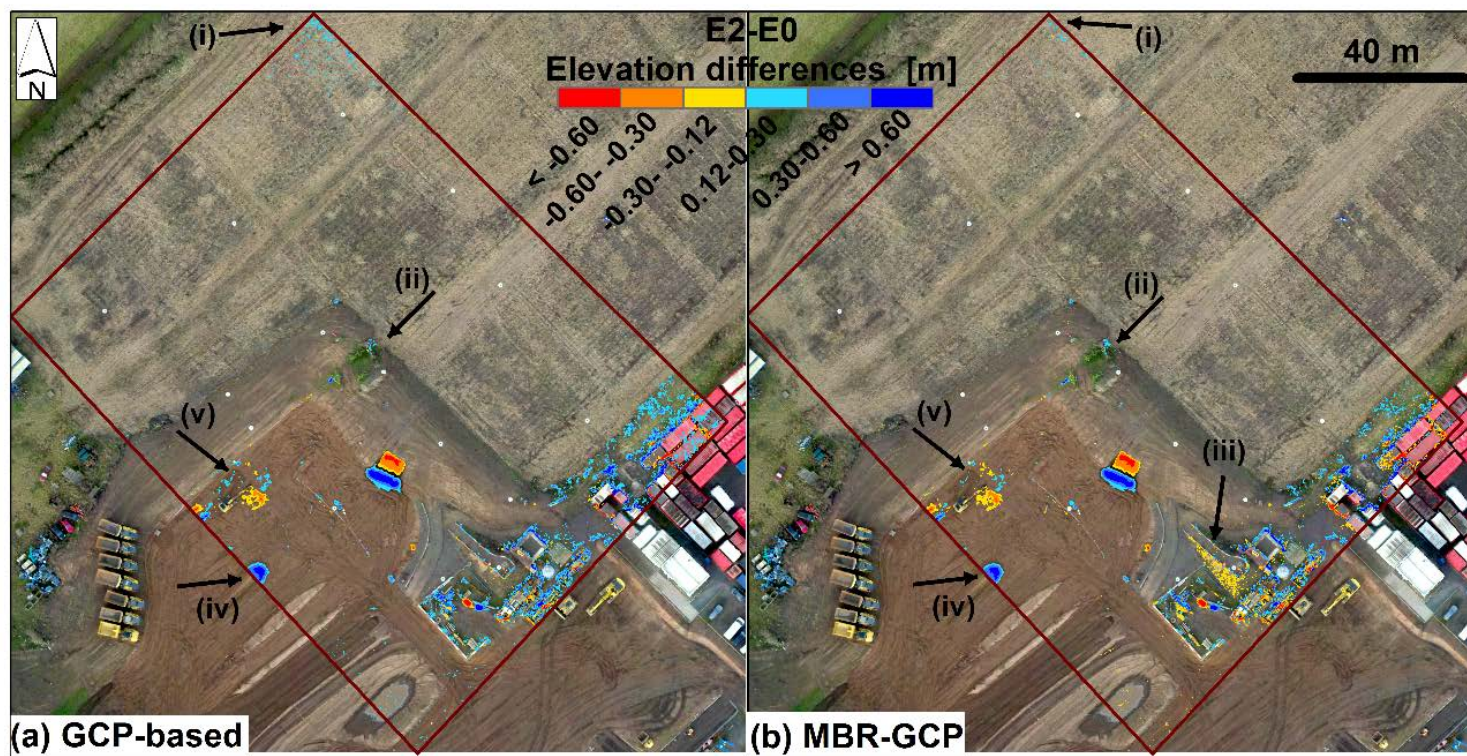 E2-E0
Elevation differences [m]
< -0.60
-0.60- -0.30
-0.30- -0.12
0.12-0.30
0.30-0.60
> 0.60
40 m
N
(i)
(ii)
(v)
(iv)
(a) GCP-based
(i)
(ii)
(iii)
(v)
(iv)
(b) MBR-GCP